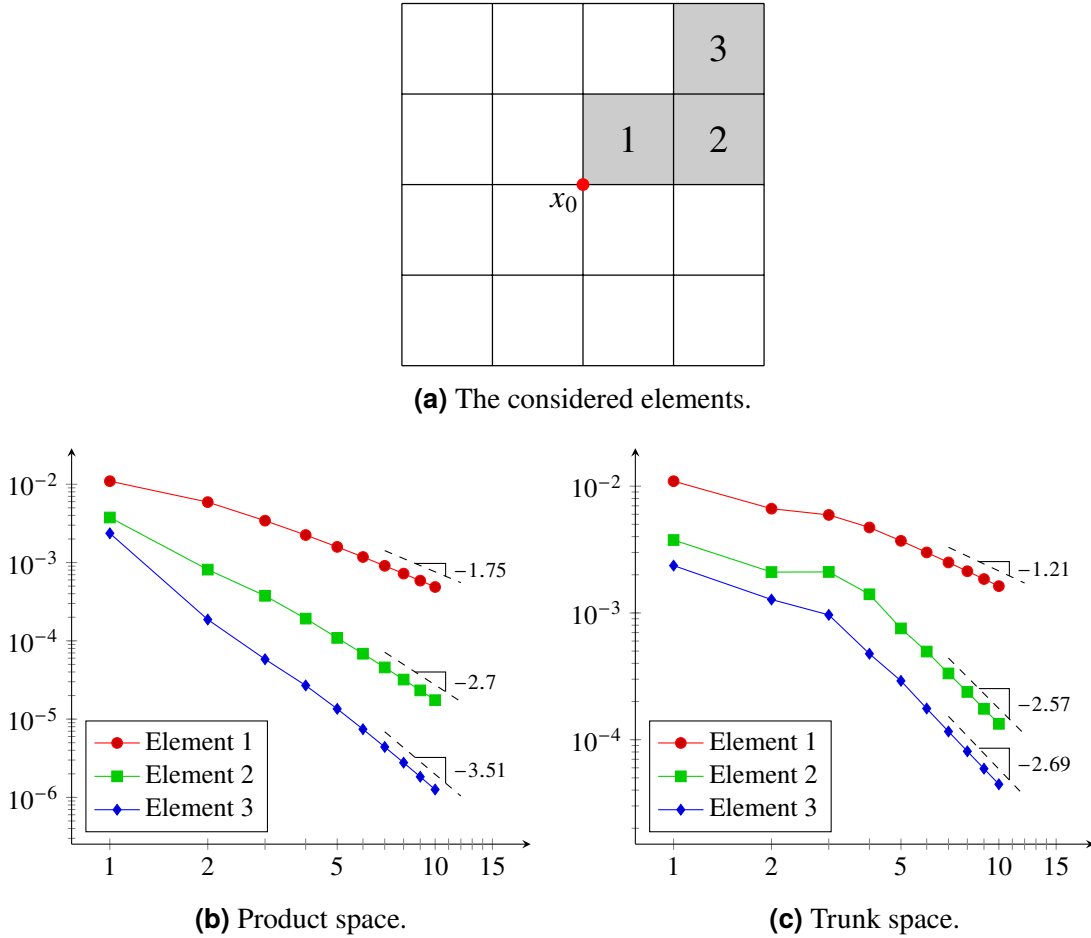 3
1 2
x₀
(a) The considered elements.
10⁻²
10⁻³
10⁻⁴
10⁻⁵
10⁻⁶
−1.75
−2.7
−3.51
Element 1
Element 2
Element 3
1 2 5 10 15
(b) Product space.
10⁻²
10⁻³
10⁻⁴
−1.21
−2.57
−2.69
Element 1
Element 2
Element 3
1 2 5 10 15
(c) Trunk space.